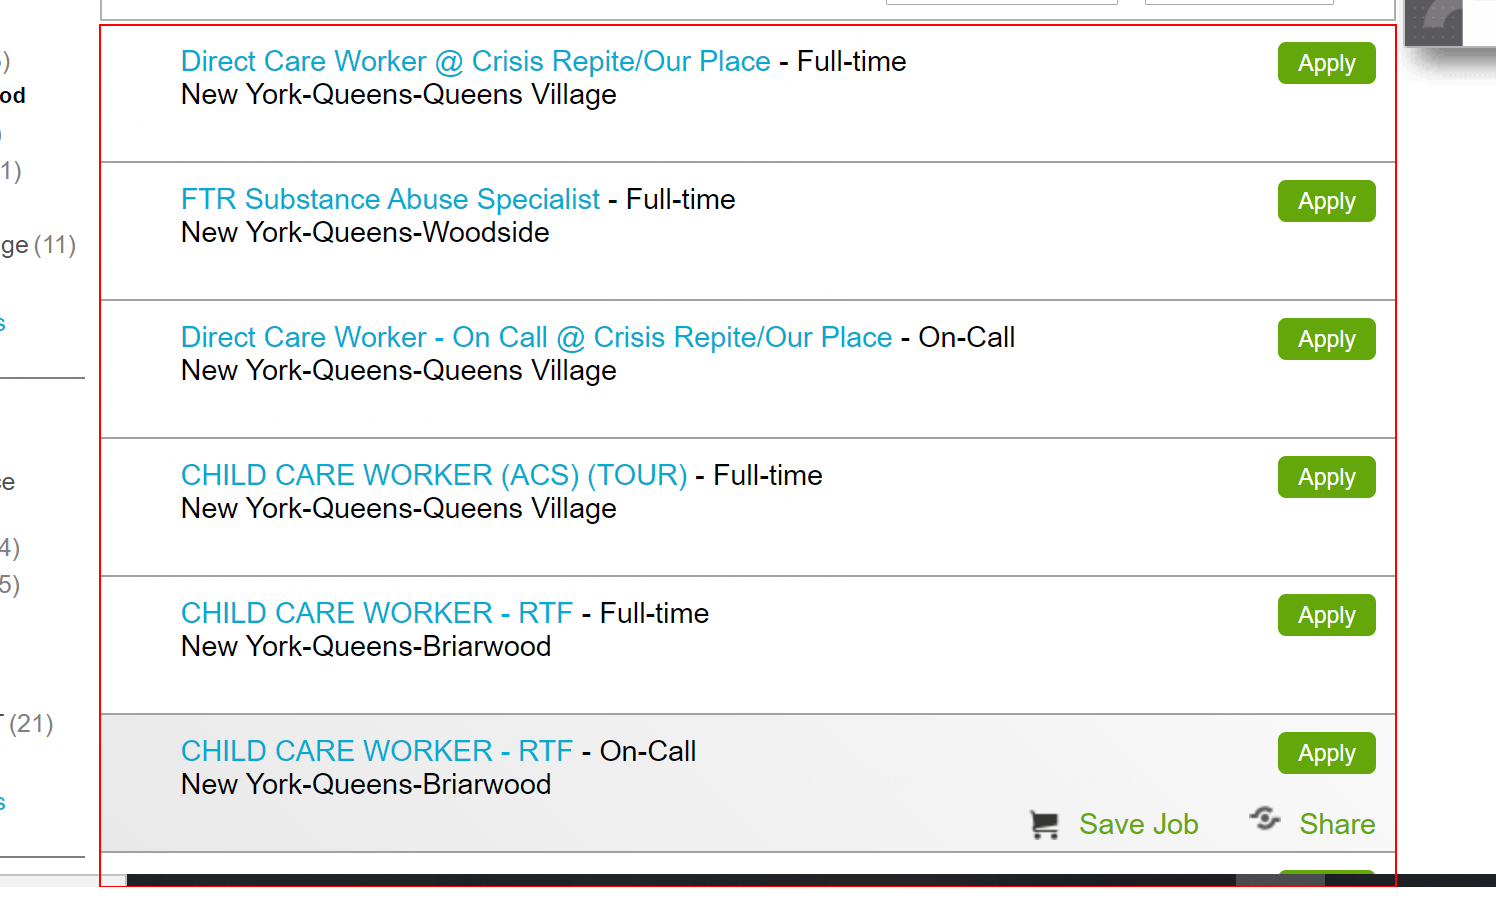 )
od
)
1)
ge (11)
s
ce
4)
5)
(21)
s
Direct Care Worker @ Crisis Repite/Our Place - Full-time
Apply
New York-Queens-Queens Village
FTR Substance Abuse Specialist - Full-time
Apply
New York-Queens-Woodside
Direct Care Worker - On Call @ Crisis Repite/Our Place - On-Call
Apply
New York-Queens-Queens Village
CHILD CARE WORKER (ACS) (TOUR) - Full-time
Apply
New York-Queens-Queens Village
CHILD CARE WORKER - RTF - Full-time
Apply
New York-Queens-Briarwood
CHILD CARE WORKER - RTF - On-Call
Apply
New York-Queens-Briarwood
Save Job
Share